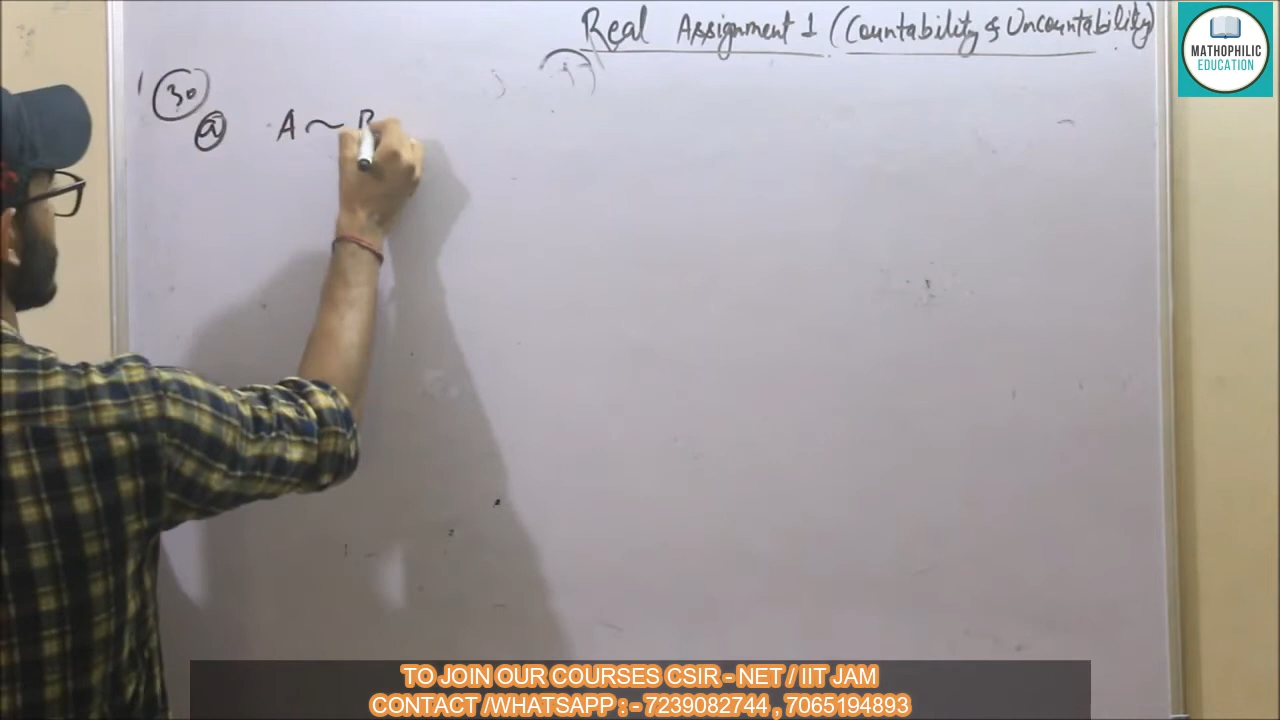 Real Assignment 1 (Countability & Uncountability)
MATHOPHILIC
EDUCATION
30
a A ~ B
TO JOIN OUR COURSES CSIR - NET / IIT JAM
CONTACT /WHATSAPP : - 7239082744 , 7065194893